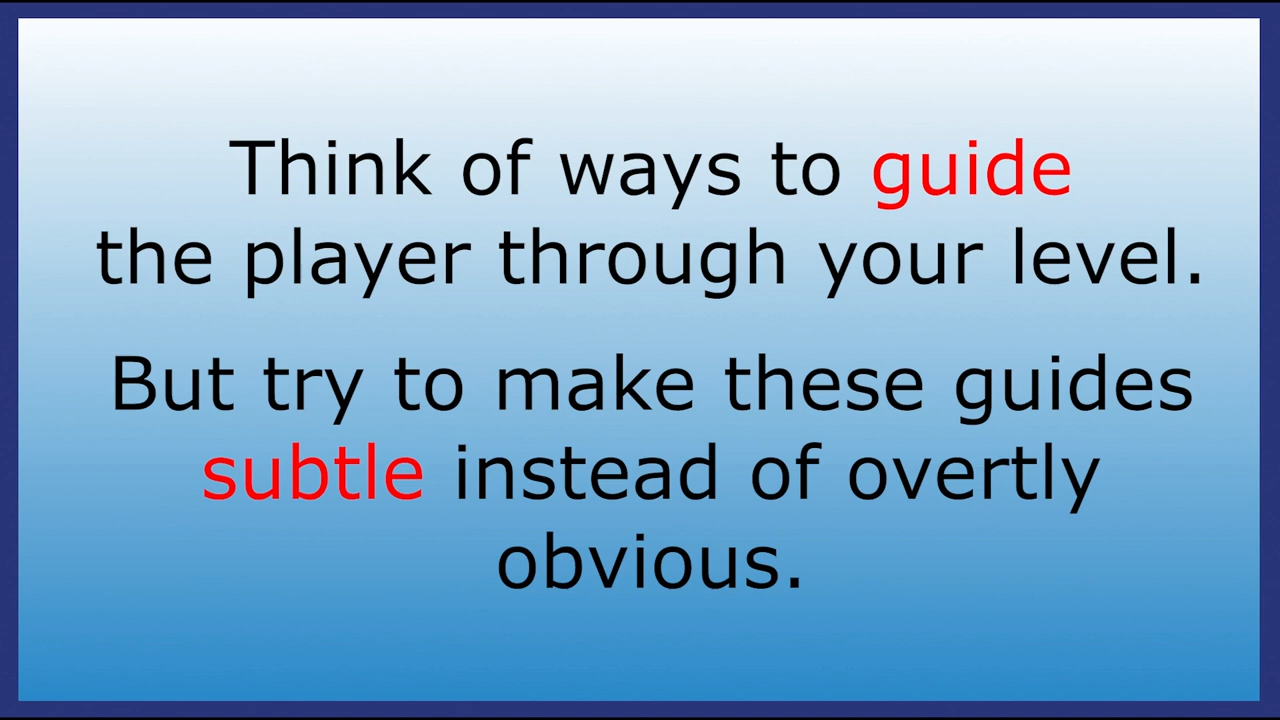 Think of ways to guide
the player through your level.
But try to make these guides
subtle instead of overtly
obvious.